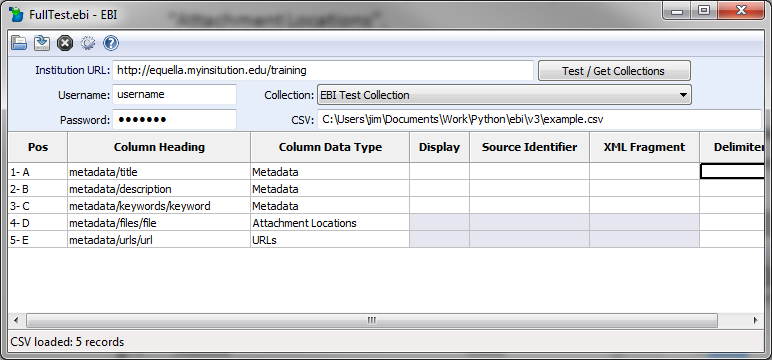 "Attachment Locations",
FullTest.ebi - EBI
Institution URL: http://equella.myinsitution.edu/training Test / Get Collections
Username: username Collection: EBI Test Collection
Password: ●●●●●●● CSV: C:\Users\jim\Documents\Work\Python\ebi\v3\example.csv
Pos Column Heading Column Data Type Display Source Identifier XML Fragment Delimiter
1- A metadata/title Metadata
2- B metadata/description Metadata
3- C metadata/keywords/keyword Metadata
4- D metadata/files/file Attachment Locations
5- E metadata/urls/url URLs
CSV loaded: 5 records